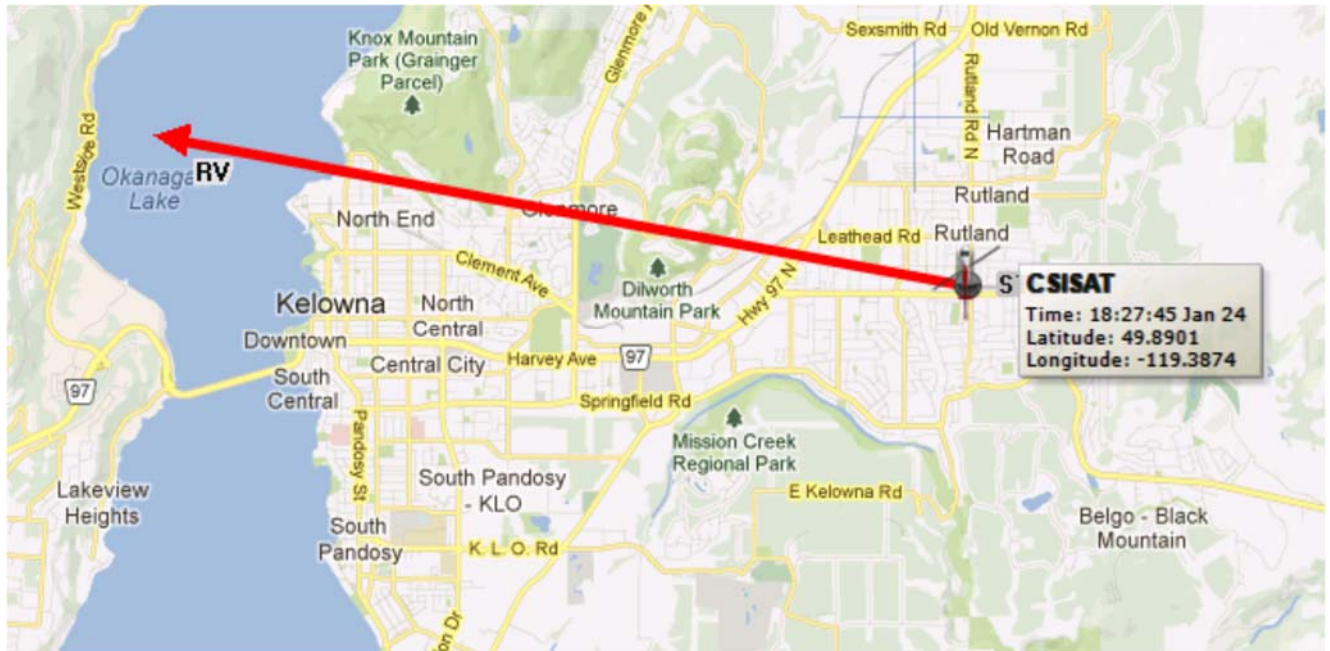 Knox Mountain
Park (Grainger
Parcel)
Glenmore R
Sexsmith Rd
Old Vernon Rd
Rutland Rd N
Westside Rd
Okanaga
Lake
RV
Hartman
Road
Rutland
North End
Glenmore
Leathead Rd
Rutland
Clement Ave
Dilworth
Mountain Park
Hwy 97 N
S
CSISAT
Time: 18:27:45 Jan 24
Latitude: 49.8901
Longitude: -119.3874
Kelowna
North
Central
Downtown
Central City
Harvey Ave
97
97
South
Central
Springfield Rd
Pandosy St
Mission Creek
Regional Park
South Pandosy
- KLO
E Kelowna Rd
Lakeview
Heights
Belgo - Black
Mountain
South
Pandosy
K. L. O. Rd
on Dr